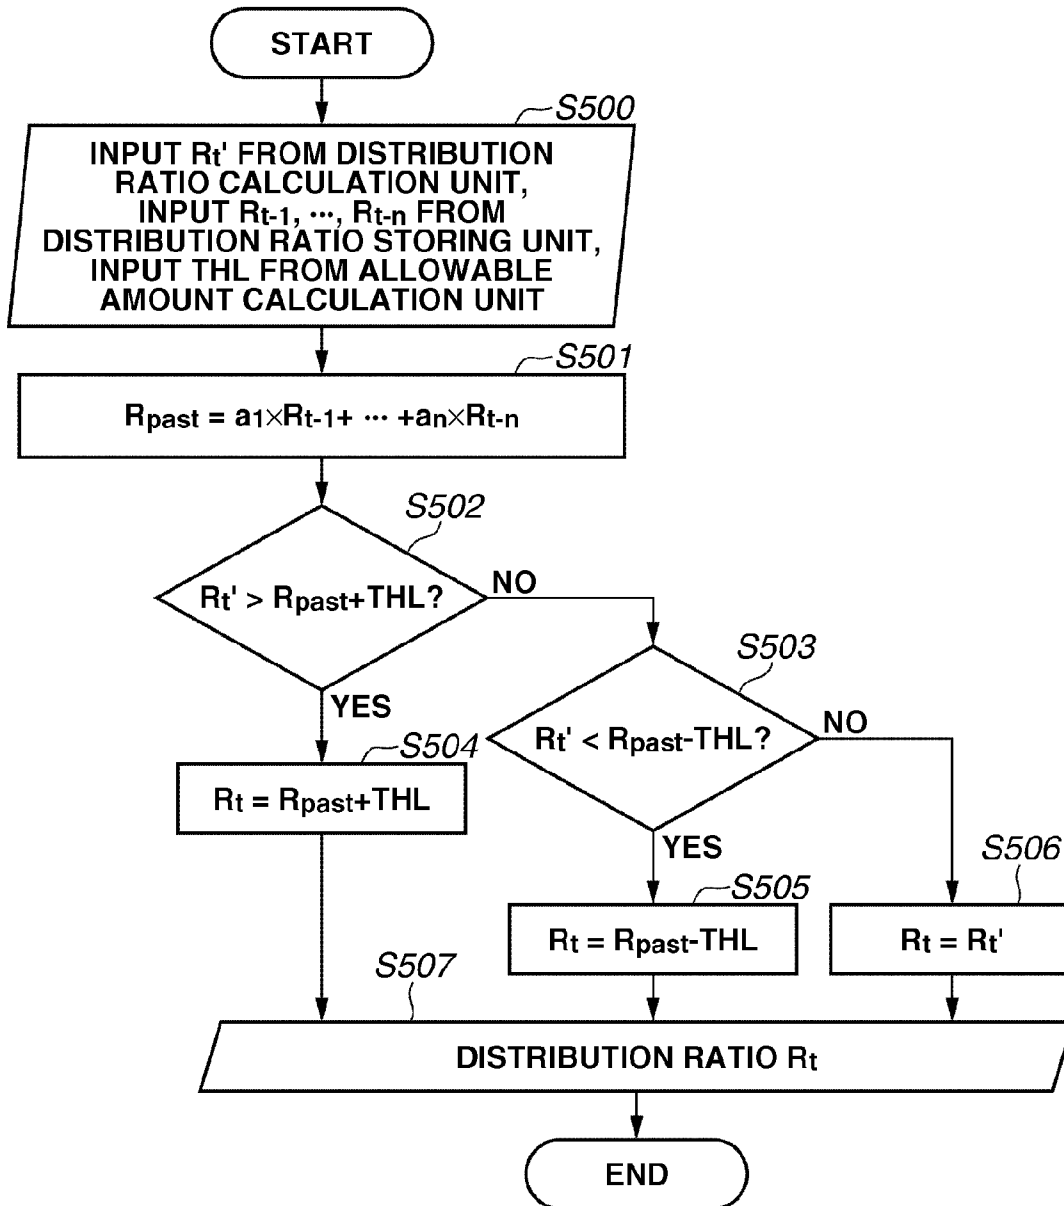 START
S500
INPUT Rt' FROM DISTRIBUTION
RATIO CALCULATION UNIT,
INPUT Rt-1, ···, Rt-n FROM
DISTRIBUTION RATIO STORING UNIT,
INPUT THL FROM ALLOWABLE
AMOUNT CALCULATION UNIT
S501
Rpast = a1×Rt-1+ ··· +an×Rt-n
S502
Rt' > Rpast+THL?
NO
S503
YES
Rt' < Rpast-THL?
NO
S504
Rt = Rpast+THL
YES
S506
S505
Rt = Rpast-THL
Rt = Rt'
S507
DISTRIBUTION RATIO Rt
END